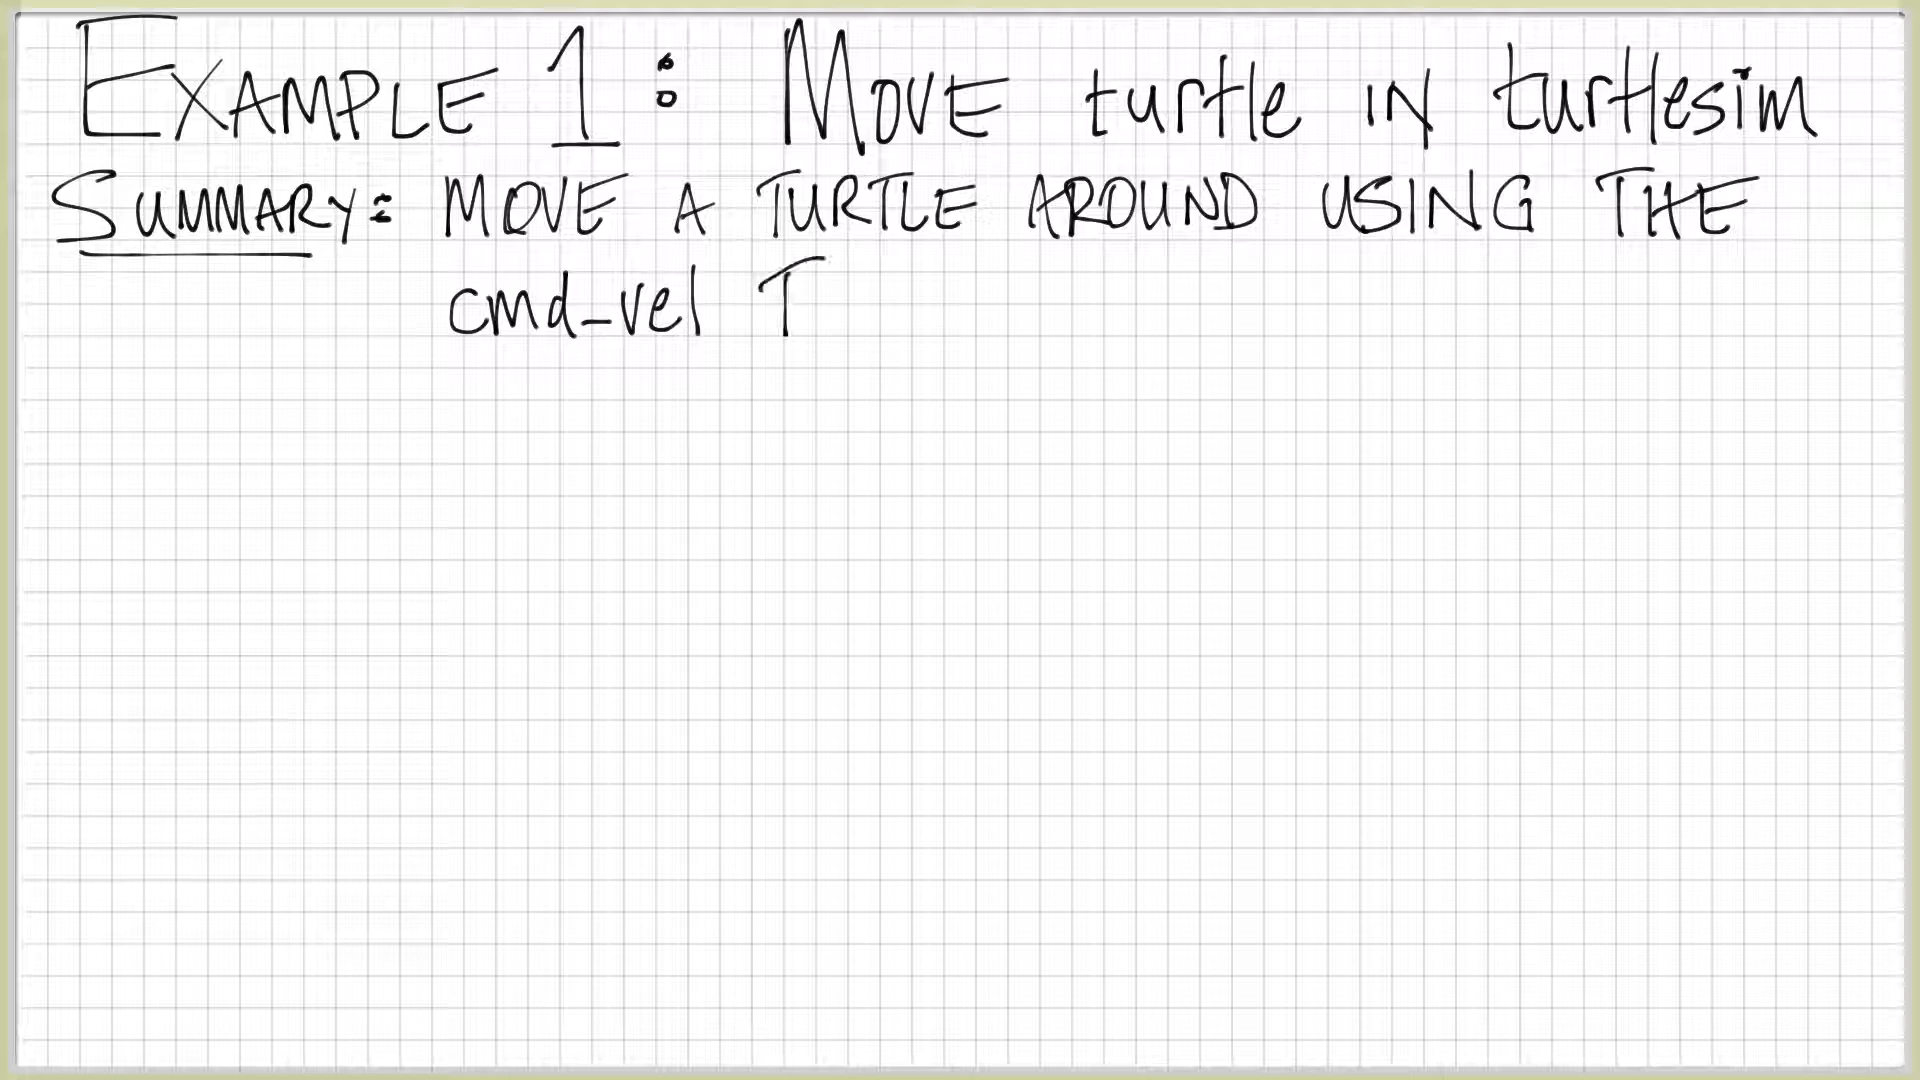 EXAMPLE 1: MOVE turtle IN turtlesim
SUMMARY: MOVE A TURTLE AROUND USING THE
cmd_vel T